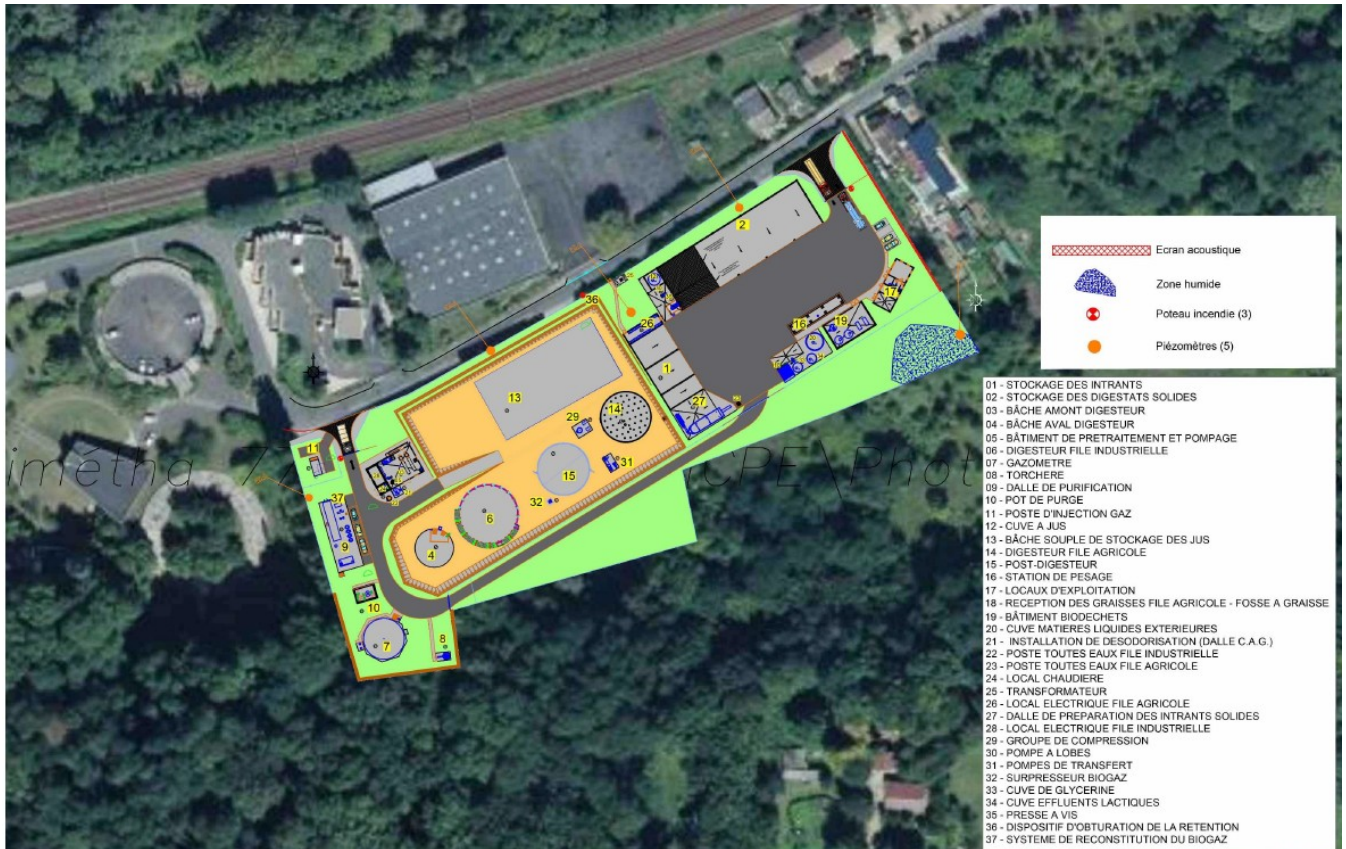 2
36
26
17
16
19
1
27
13
14
29
31
15
32
6
4
11
37
9
10
7
8
imétha 77
ICPE\Phot
Ecran acoustique
Zone humide
Poteau incendie (3)
Piézomètres (5)
01 - STOCKAGE DES INTRANTS
02 - STOCKAGE DES DIGESTATS SOLIDES
03 - BÂCHE AMONT DIGESTEUR
04 - BÂCHE AVAL DIGESTEUR
05 - BÂTIMENT DE PRETRAITEMENT ET POMPAGE
06 - DIGESTEUR FILE INDUSTRIELLE
07 - GAZOMETRE
08 - TORCHERE
09 - DALLE DE PURIFICATION
10 - POT DE PURGE
11 - POSTE D'INJECTION GAZ
12 - CUVE A JUS
13 - BÂCHE SOUPLE DE STOCKAGE DES JUS
14 - DIGESTEUR FILE AGRICOLE
15 - POST-DIGESTEUR
16 - STATION DE PESAGE
17 - LOCAUX D'EXPLOITATION
18 - RECEPTION DES GRAISSES FILE AGRICOLE - FOSSE A GRAISSE
19 - BÂTIMENT BIODECHETS
20 - CUVE MATIERES LIQUIDES EXTERIEURES
21 - INSTALLATION DE DESODORISATION (DALLE C.A.G.)
22 - POSTE TOUTES EAUX FILE INDUSTRIELLE
23 - POSTE TOUTES EAUX FILE AGRICOLE
24 - LOCAL CHAUDIERE
25 - TRANSFORMATEUR
26 - LOCAL ELECTRIQUE FILE AGRICOLE
27 - DALLE DE PREPARATION DES INTRANTS SOLIDES
28 - LOCAL ELECTRIQUE FILE INDUSTRIELLE
29 - GROUPE DE COMPRESSION
30 - POMPE A LOBES
31 - POMPES DE TRANSFERT
32 - SURPRESSEUR BIOGAZ
33 - CUVE DE GLYCERINE
34 - CUVE EFFLUENTS LACTIQUES
35 - PRESSE A VIS
36 - DISPOSITIF D'OBTURATION DE LA RETENTION
37 - SYSTEME DE RECONSTITUTION DU BIOGAZ